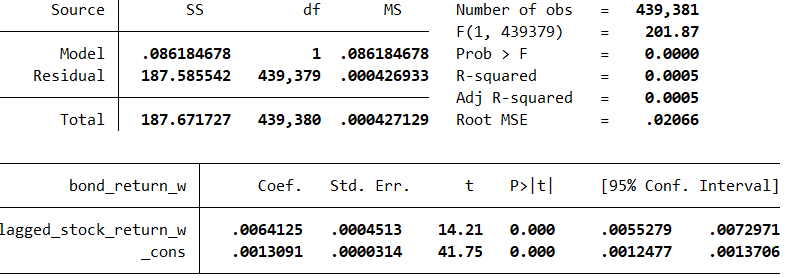 Source SS df MS Number of obs = 439,381
F(1, 439379) = 201.87
Model .086184678 1 .086184678 Prob > F = 0.0000
Residual 187.585542 439,379 .000426933 R-squared = 0.0005
Adj R-squared = 0.0005
Total 187.671727 439,380 .000427129 Root MSE = .02066
bond_return_w Coef. Std. Err. t P>|t| [95% Conf. Interval]
lagged_stock_return_w .0064125 .0004513 14.21 0.000 .0055279 .0072971
_cons .0013091 .0000314 41.75 0.000 .0012477 .0013706